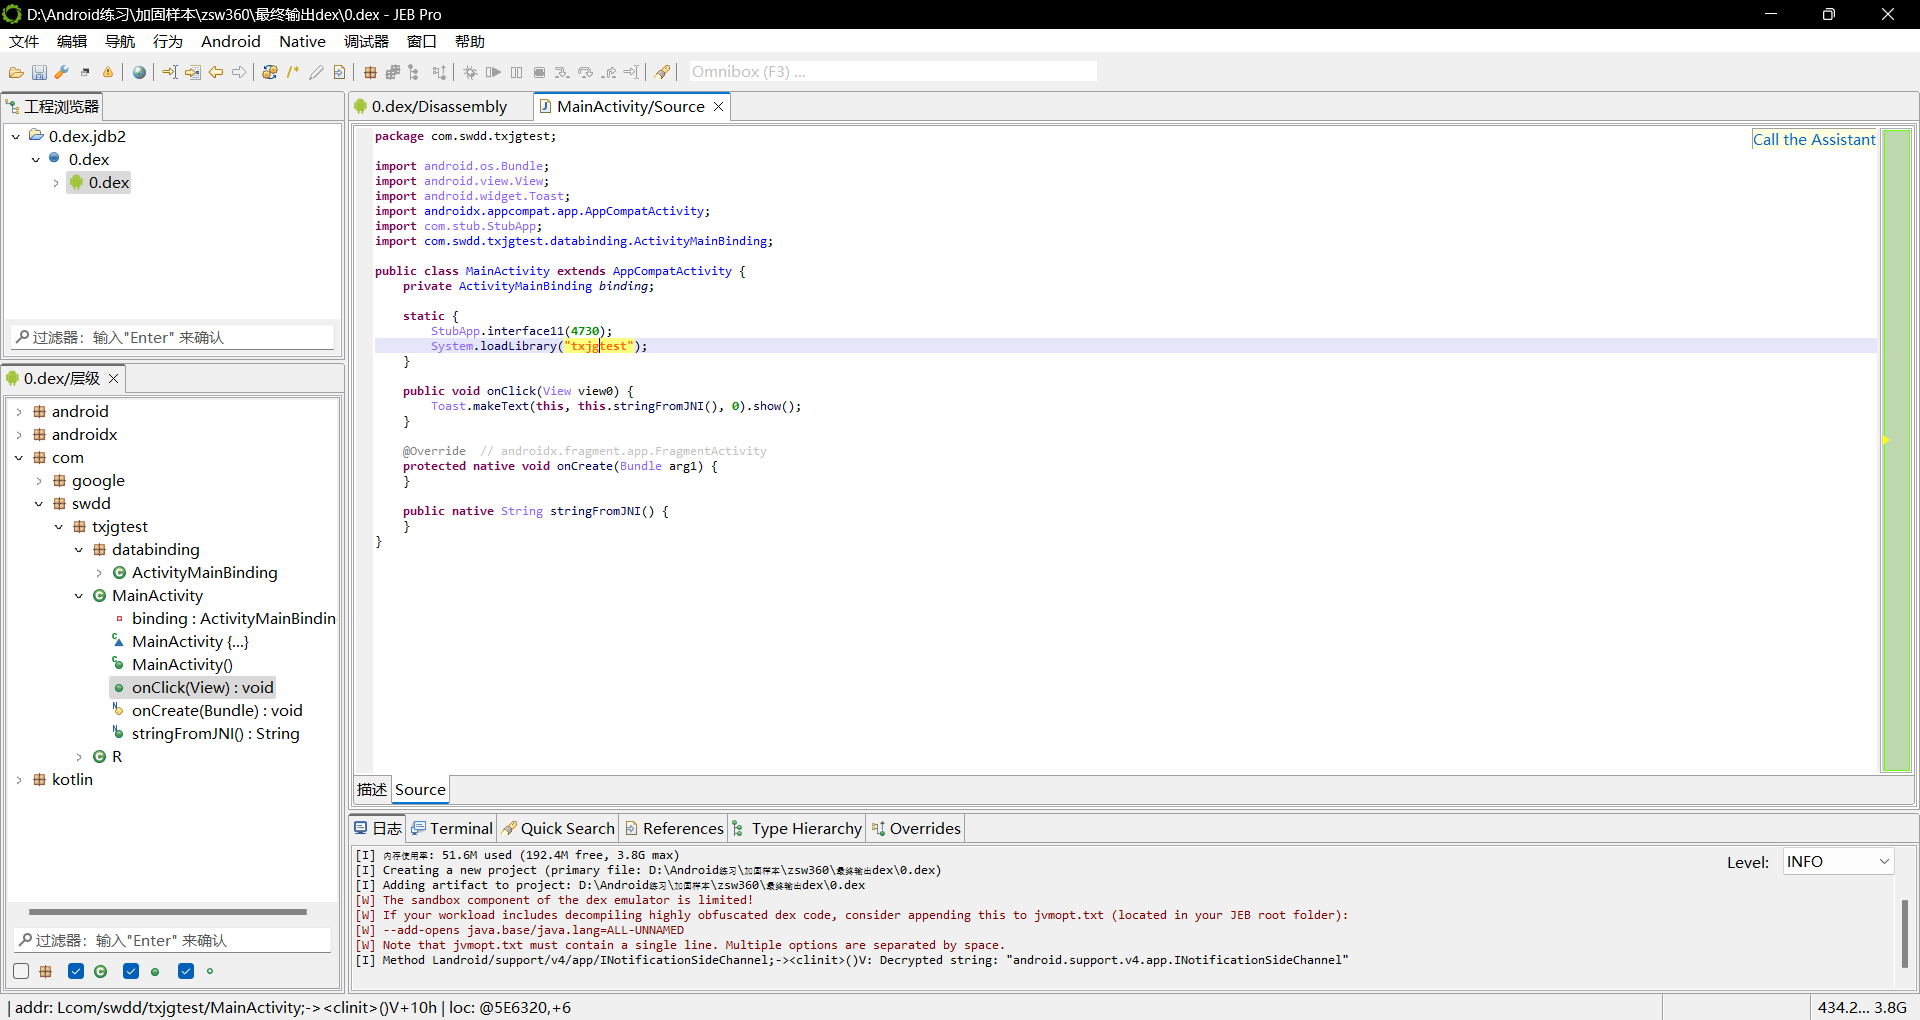 D:\Android练习\加固样本\zsw360\最终输出dex\0.dex - JEB Pro
文件 编辑 导航 行为 Android Native 调试器 窗口 帮助
Omnibox (F3) ...
工程浏览器
0.dex.jdb2
0.dex
0.dex
过滤器: 输入"Enter" 来确认
0.dex/层级
android
androidx
com
google
swdd
txjgtest
databinding
ActivityMainBinding
MainActivity
binding : ActivityMainBindin
MainActivity {...}
MainActivity()
onClick(View) : void
onCreate(Bundle) : void
stringFromJNI() : String
R
kotlin
过滤器: 输入"Enter" 来确认
0.dex/Disassembly MainActivity/Source
Call the Assistant
package com.swdd.txjgtest;
import android.os.Bundle;
import android.view.View;
import android.widget.Toast;
import androidx.appcompat.app.AppCompatActivity;
import com.stub.StubApp;
import com.swdd.txjgtest.databinding.ActivityMainBinding;
public class MainActivity extends AppCompatActivity {
private ActivityMainBinding binding;
static {
StubApp.interface11(4730);
System.loadLibrary("txjgtest");
}
public void onClick(View view0) {
Toast.makeText(this, this.stringFromJNI(), 0).show();
}
@Override // androidx.fragment.app.FragmentActivity
protected native void onCreate(Bundle arg1) {
}
public native String stringFromJNI() {
}
}
描述 Source
日志 Terminal Quick Search References Type Hierarchy Overrides
Level: INFO
[I] 内存使用率: 51.6M used (192.4M free, 3.8G max)
[I] Creating a new project (primary file: D:\Android练习\加固样本\zsw360\最终输出dex\0.dex)
[I] Adding artifact to project: D:\Android练习\加固样本\zsw360\最终输出dex\0.dex
[W] The sandbox component of the dex emulator is limited!
[W] If your workload includes decompiling highly obfuscated dex code, consider appending this to jvmopt.txt (located in your JEB root folder):
[W] --add-opens java.base/java.lang=ALL-UNNAMED
[W] Note that jvmopt.txt must contain a single line. Multiple options are separated by space.
[I] Method Landroid/support/v4/app/INotificationSideChannel;-><clinit>()V: Decrypted string: "android.support.v4.app.INotificationSideChannel"
addr: Lcom/swdd/txjgtest/MainActivity;-><clinit>()V+10h | loc: @5E6320,+6
434.2... 3.8G